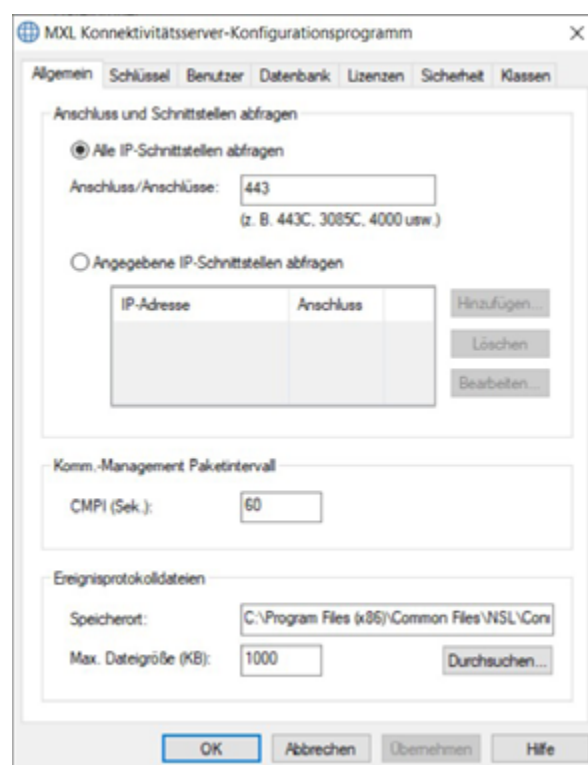 MXL Konnektivitätsserver-Konfigurationsprogramm
Allgemein Schlüssel Benutzer Datenbank Lizenzen Sicherheit Klassen
Anschluss und Schnittstellen abfragen
Alle IP-Schnittstellen abfragen
Anschluss/Anschlüsse: 443
(z. B. 443C, 3085C, 4000 usw.)
Angegebene IP-Schnittstellen abfragen
IP-Adresse Anschluss
Hinzufügen...
Löschen
Bearbeiten...
Komm.-Management Paketintervall
CMPI (Sek.): 60
Ereignisprotokolldateien
Speicherort: C:\Program Files (x86)\Common Files\NSL\Con
Max. Dateigröße (KB): 1000 Durchsuchen...
OK Abbrechen Übernehmen Hilfe